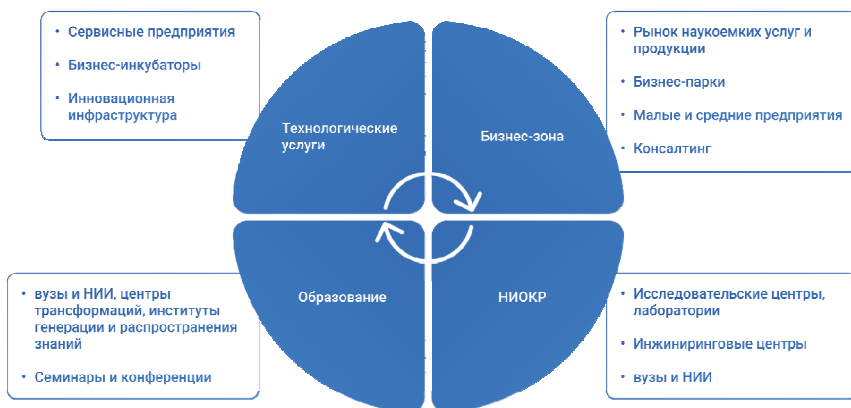 • Сервисные предприятия
• Бизнес-инкубаторы
• Инновационная
инфраструктура
• Рынок наукоемких услуг и
продукции
• Бизнес-парки
• Малые и средние предприятия
• Консалтинг
Технологические
услуги
Бизнес-зона
Образование
НИОКР
• вузы и НИИ, центры
трансформаций, институты
генерации и распространения
знаний
• Семинары и конференции
• Исследовательские центры,
лаборатории
• Инжиниринговые центры
• вузы и НИИ